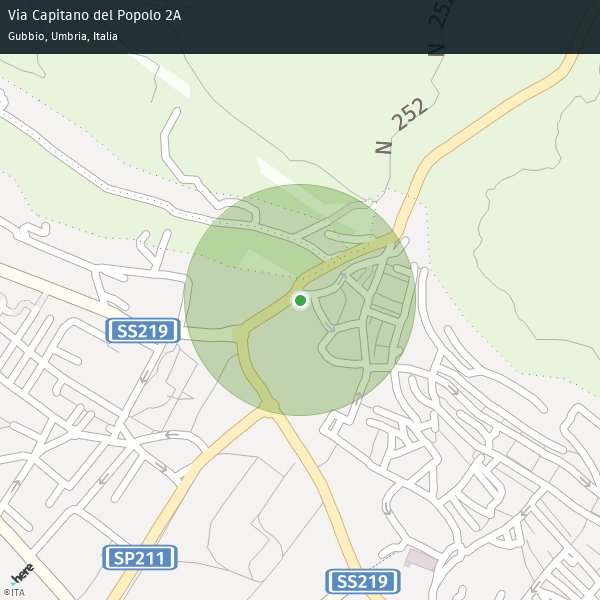 Via Capitano del Popolo 2A
Gubbio, Umbria, Italia
N 252
N 252
SS219
SP211
SS219
here
©ITA